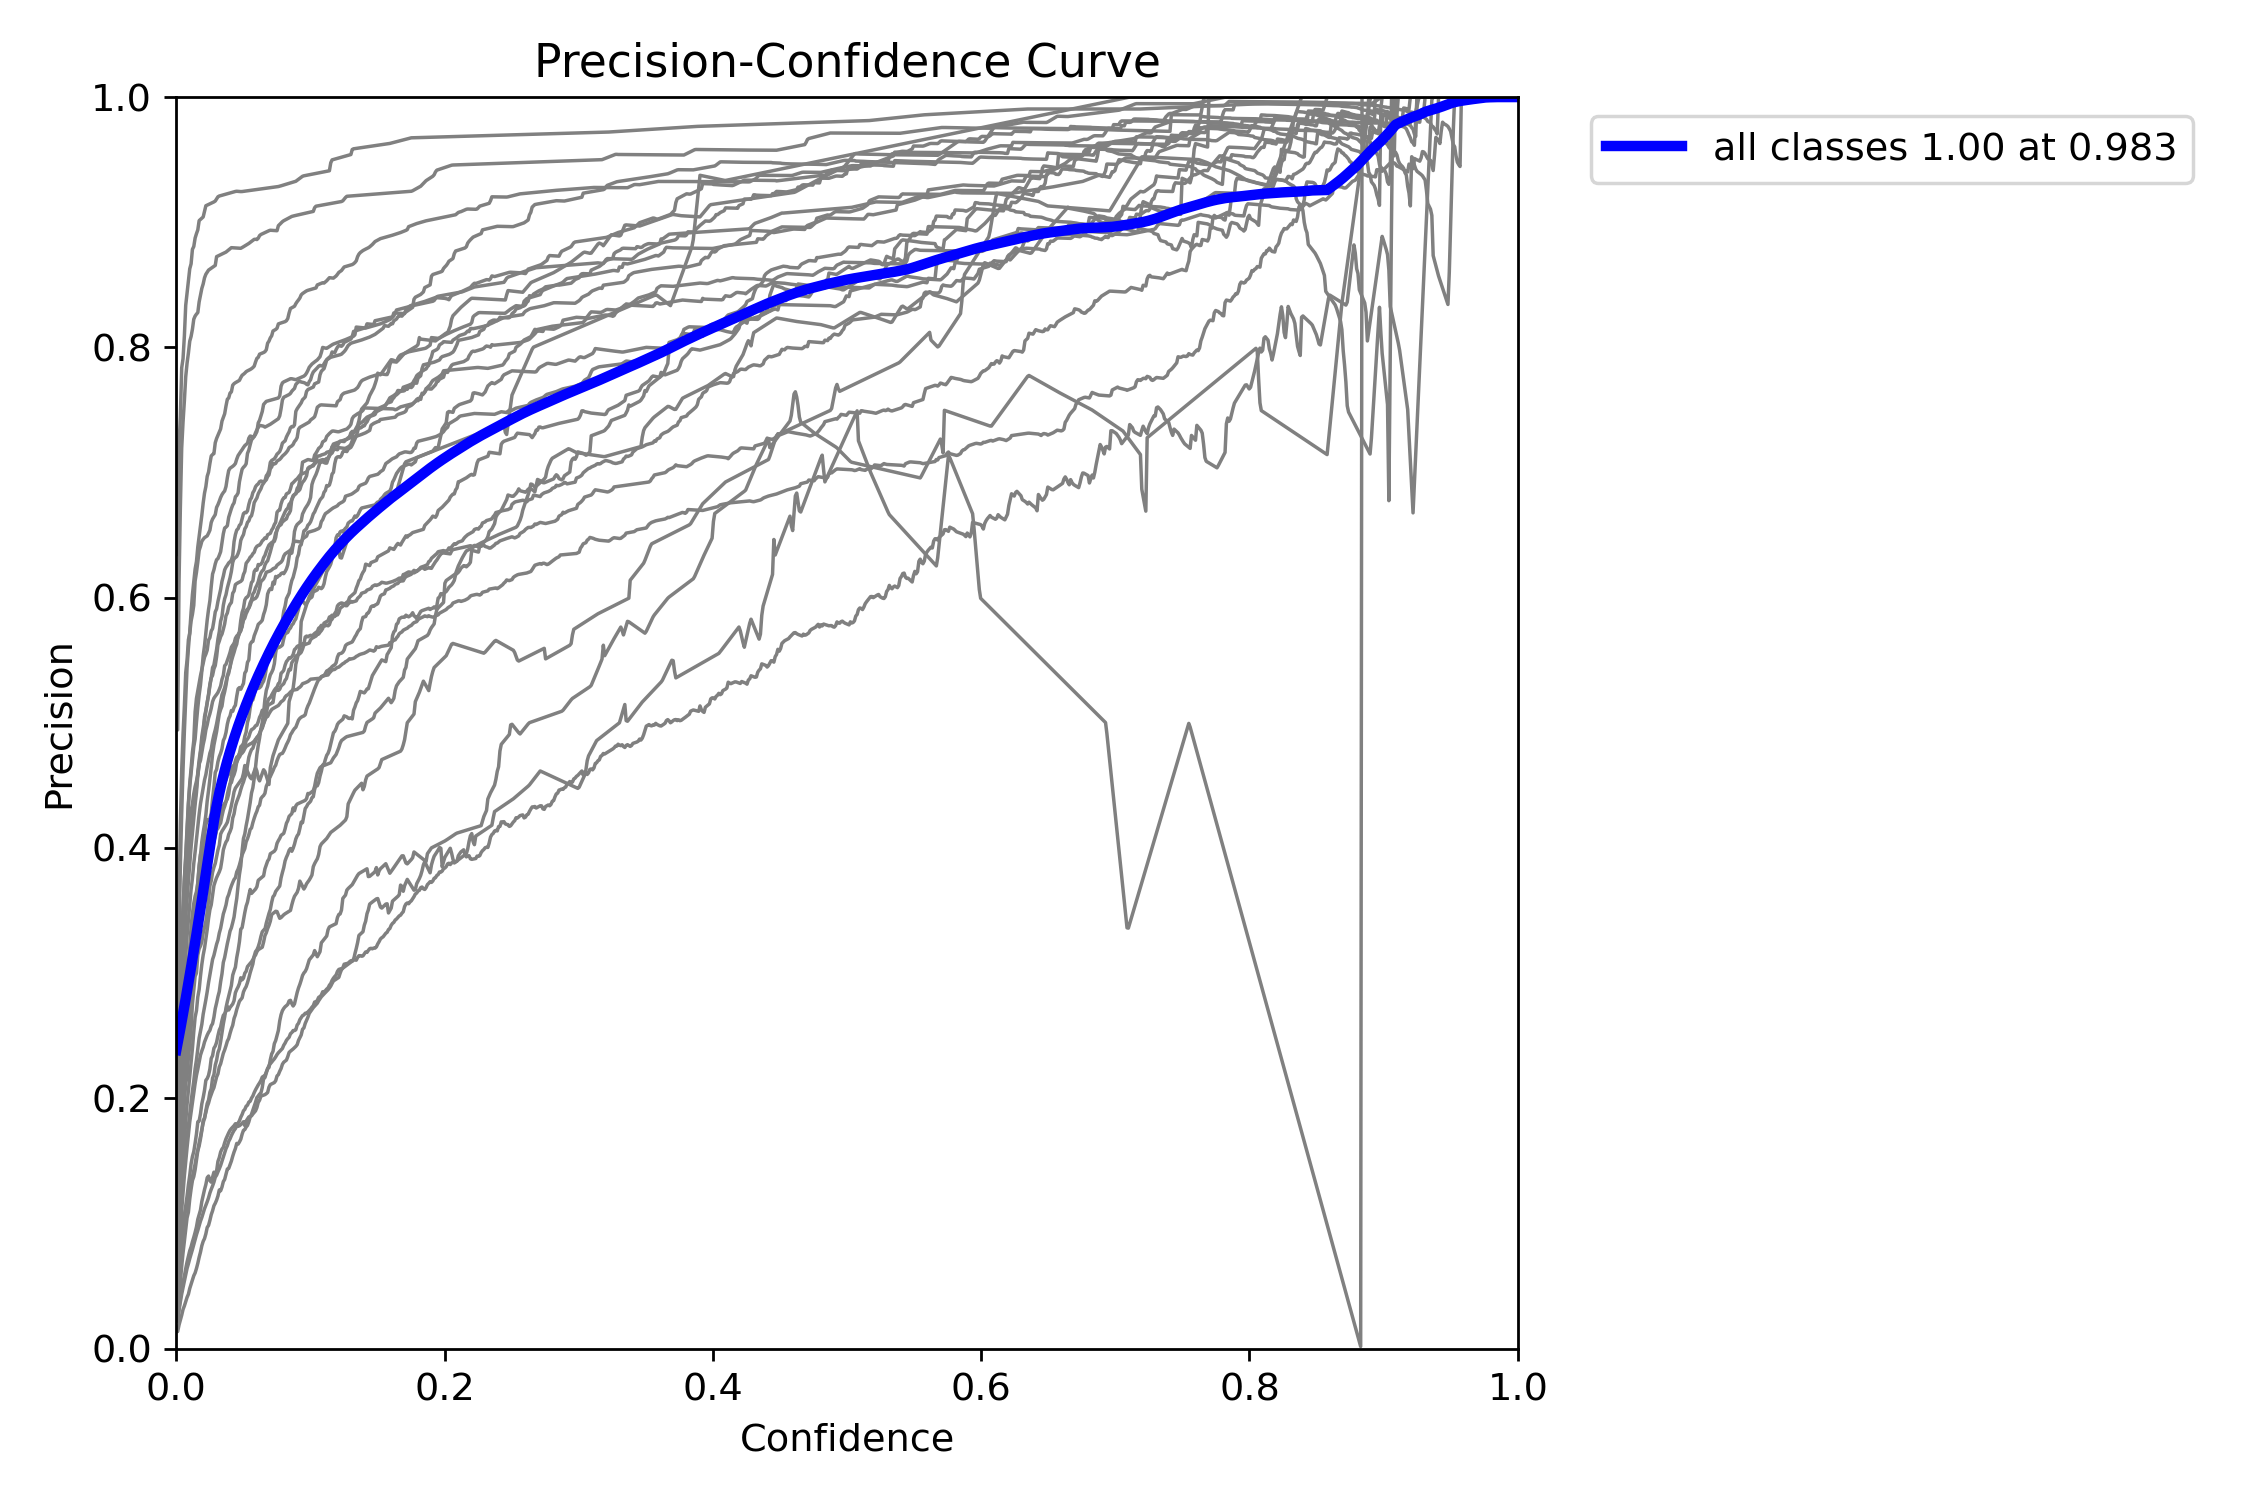 Precision-Confidence Curve
1.0
0.8
0.6
0.4
0.2
0.0
Precision
0.0 0.2 0.4 0.6 0.8 1.0
Confidence
all classes 1.00 at 0.983